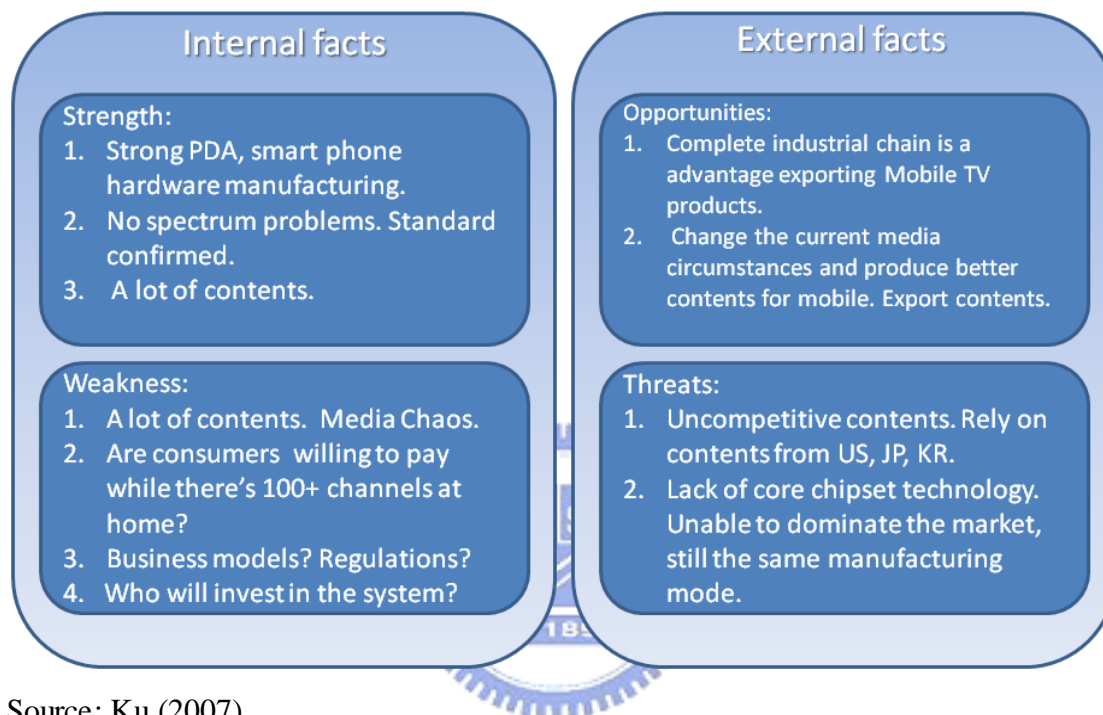 Internal facts
Strength:
1. Strong PDA, smart phone
hardware manufacturing.
2. No spectrum problems. Standard
confirmed.
3. A lot of contents.
Weakness:
1. A lot of contents. Media Chaos.
2. Are consumers willing to pay
while there's 100+ channels at
home?
3. Business models? Regulations?
4. Who will invest in the system?
External facts
Opportunities:
1. Complete industrial chain is a
advantage exporting Mobile TV
products.
2. Change the current media
circumstances and produce better
contents for mobile. Export contents.
Threats:
1. Uncompetitive contents. Rely on
contents from US, JP, KR.
2. Lack of core chipset technology.
Unable to dominate the market,
still the same manufacturing
mode.
Source: Ku (2007)